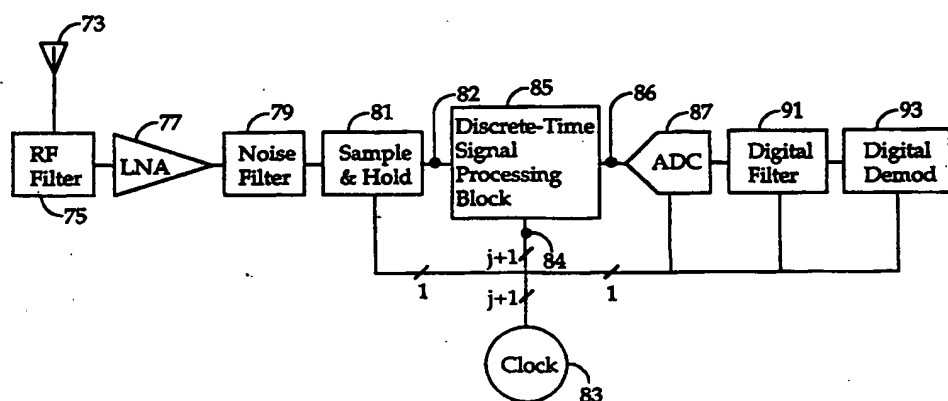 73
77
79
81
82
85
86
87
91
93
RF
Filter
LNA
Noise
Filter
Sample
& Hold
Discrete-Time
Signal
Processing
Block
ADC
Digital
Filter
Digital
Demod
75
j+1
84
1
1
j+1
Clock
83